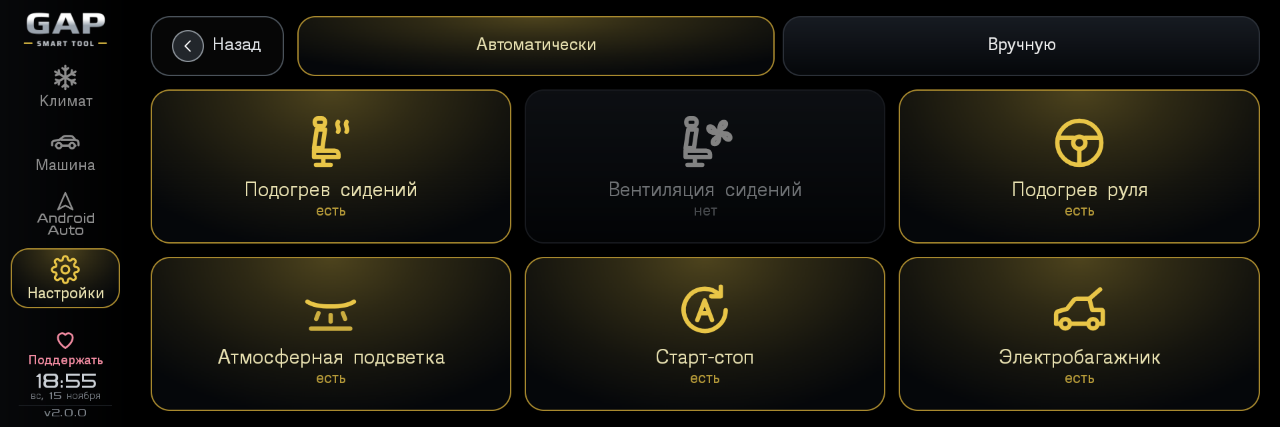 GAP
SMART TOOL
Климат
Машина
Android
Auto
Настройки
Поддержать
18:55
вс, 15 ноября
v2.0.0
Назад
Автоматически
Вручную
Подогрев сидений
есть
Вентиляция сидений
нет
Подогрев руля
есть
Атмосферная подсветка
есть
A
Старт-стоп
есть
Электробагажник
есть